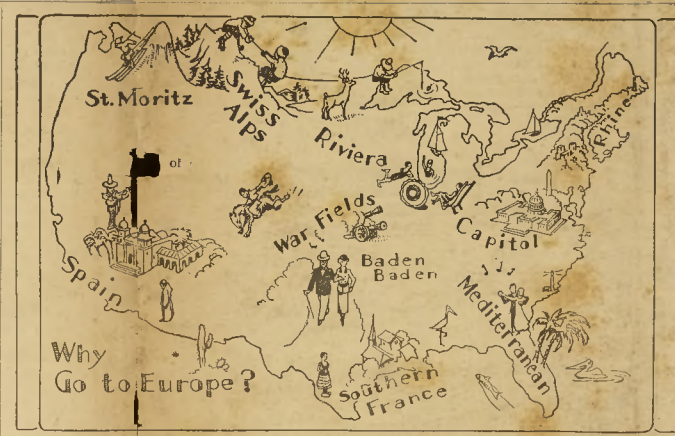 St. Moritz
Swiss
Alps
Riviera
Rhine
of
War Fields
Capitol
Baden
Baden
Spain
Mediterranean
Why
Go to Europe?
Southern
France